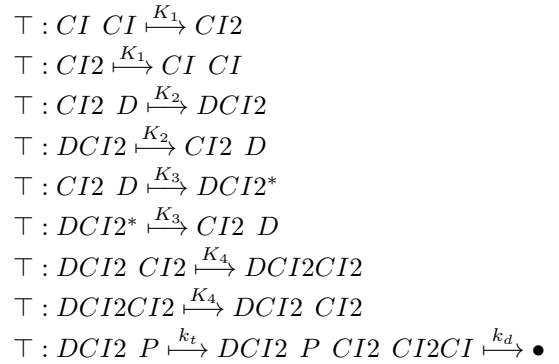 ⊤ : CI CI ⟼^{K_1} CI2
⊤ : CI2 ⟼^{K_1} CI CI
⊤ : CI2 D ⟼^{K_2} DCI2
⊤ : DCI2 ⟼^{K_2} CI2 D
⊤ : CI2 D ⟼^{K_3} DCI2*
⊤ : DCI2* ⟼^{K_3} CI2 D
⊤ : DCI2 CI2 ⟼^{K_4} DCI2CI2
⊤ : DCI2CI2 ⟼^{K_4} DCI2 CI2
⊤ : DCI2 P ⟼^{k_t} DCI2 P CI2 CI2CI ⟼^{k_d} •